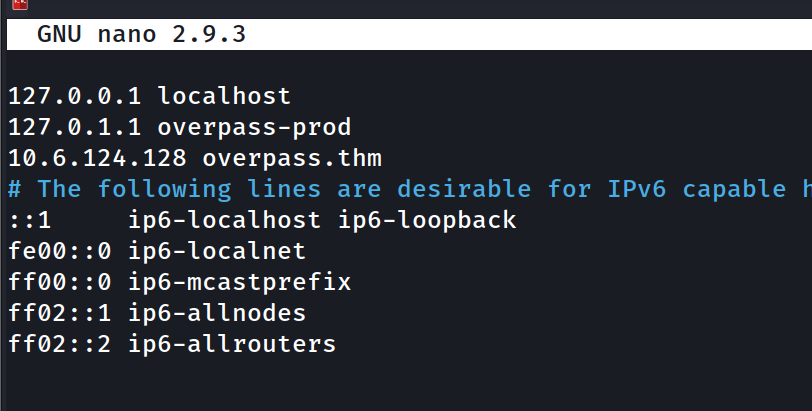 GNU nano 2.9.3
127.0.0.1 localhost
127.0.1.1 overpass-prod
10.6.124.128 overpass.thm
# The following lines are desirable for IPv6 capable
::1     ip6-localhost ip6-loopback
fe00::0 ip6-localnet
ff00::0 ip6-mcastprefix
ff02::1 ip6-allnodes
ff02::2 ip6-allrouters